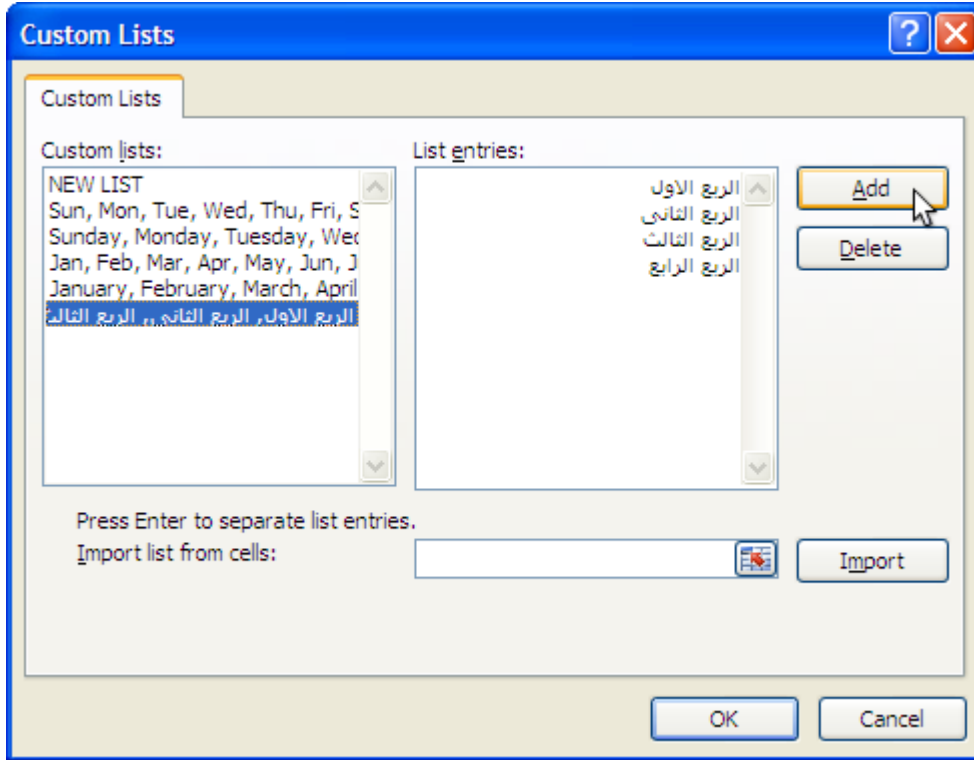 Custom Lists
Custom Lists
Custom lists:
NEW LIST
Sun, Mon, Tue, Wed, Thu, Fri, S
Sunday, Monday, Tuesday, Wed
Jan, Feb, Mar, Apr, May, Jun, J
January, February, March, April
الربع الاول, الربع الثانى,, الربع الثالث
List entries:
الربع الاول
الربع الثانى
الربع الثالث
الربع الرابع
Add
Delete
Press Enter to separate list entries.
Import list from cells:
Import
OK
Cancel